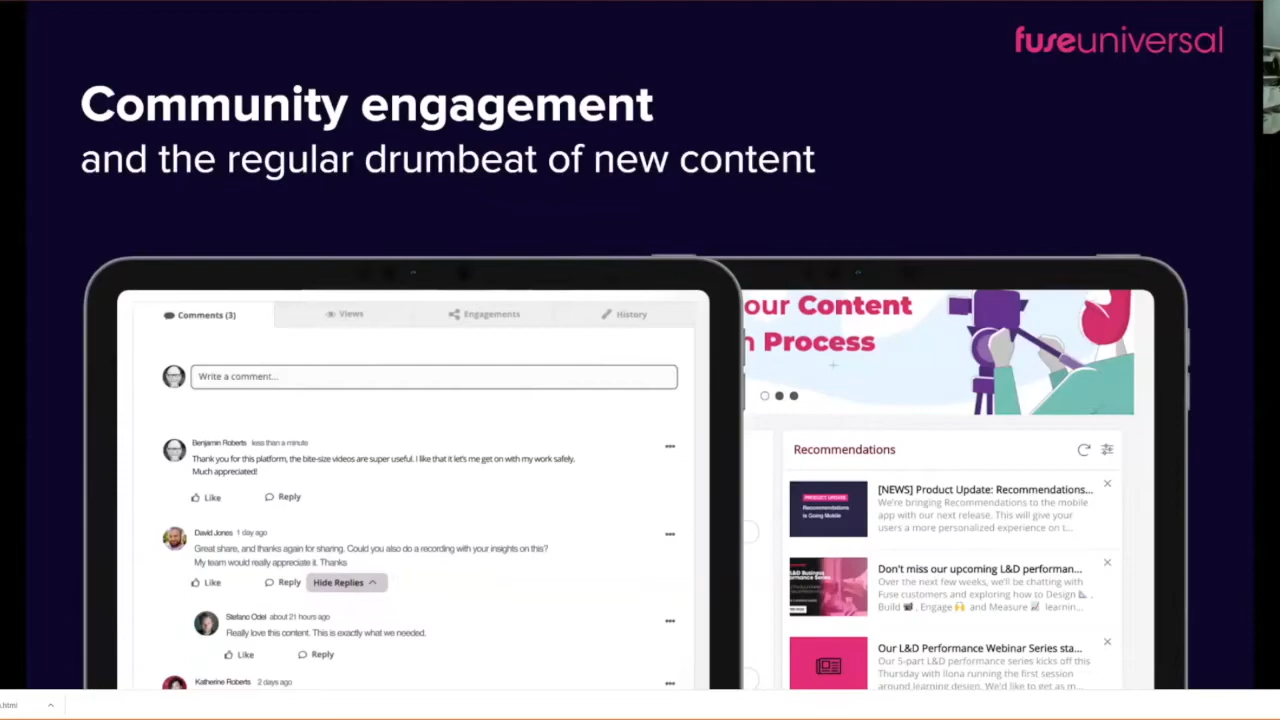 fuseuniversal
Community engagement
and the regular drumbeat of new content
Comments (3)
Views
Engagements
History
Write a comment...
Benjamin Roberts less than a minute
Thank you for this platform, the bite-size videos are super useful. I like that it let's me get on with my work safely.
Much appreciated!
Like
Reply
David Jones 1 day ago
Great share, and thanks again for sharing. Could you also do a recording with your insights on this?
My team would really appreciate it. Thanks
Like
Reply
Hide Replies
Stefano Odel about 21 hours ago
Really love this content. This is exactly what we needed.
Like
Reply
Katherine Roberts 2 days ago
our Content
Process
Recommendations
PRODUCT UPDATE
Recommendations
is Going Mobile
[NEWS] Product Update: Recommendations...
We're bringing Recommendations to the mobile
app with our next release. This will give your
users a more personalized experience on t...
L&D Business
Don't miss our upcoming L&D performan...
Over the next few weeks, we'll be chatting with
Fuse customers and exploring how to Design
Build , Engage and Measure learnin...
Our L&D Performance Webinar Series sta...
Our 5-part L&D performance series kicks off this
Thursday with Ilona running the first session
around learning design. We'd like to get as m...
.html